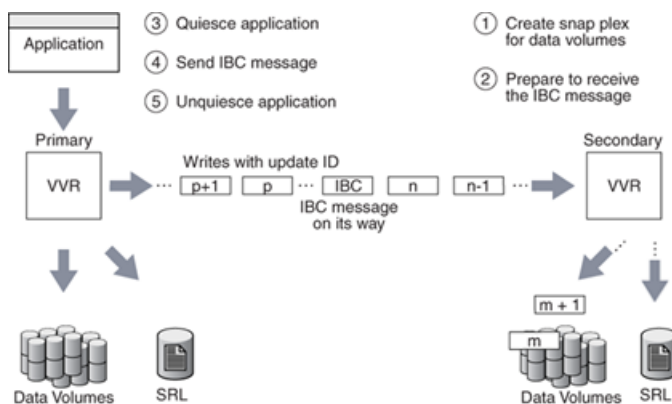 Application
③ Quiesce application
④ Send IBC message
⑤ Unquiesce application
① Create snap plex
for data volumes
② Prepare to receive
the IBC message
Primary
VVR
Writes with update ID
... p+1 p ... IBC n n-1 ...
IBC message
on its way
Secondary
VVR
m + 1
m
Data Volumes
SRL
Data Volumes
SRL